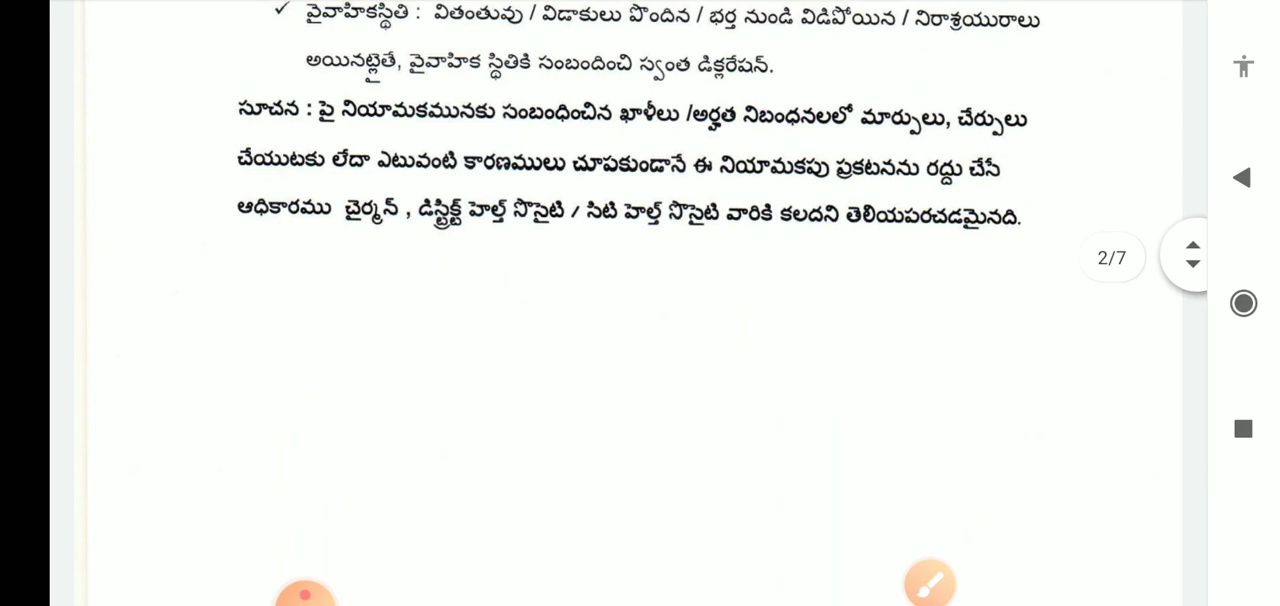 ✓ వైవాహికస్థితి : వితంతువు / విడాకులు పొందిన / భర్త నుండి విడిపోయిన / నిరాశ్రయురాలు
అయినట్లైతే, వైవాహిక స్థితికి సంబందించి స్వంత డిక్లరేషన్.
సూచన : పై నియామకమునకు సంబంధించిన ఖాళీలు /అర్హత నిబంధనలలో మార్పులు, చేర్పులు
చేయుటకు లేదా ఎటువంటి కారణములు చూపకుండానే ఈ నియామకపు ప్రకటనను రద్దు చేసే
ఆధికారము చైర్మన్ , డిస్ట్రిక్ట్ హెల్త్ సొసైటి / సిటి హెల్త్ సొసైటి వారికి కలదని తెలియపరచడమైనది.
2/7